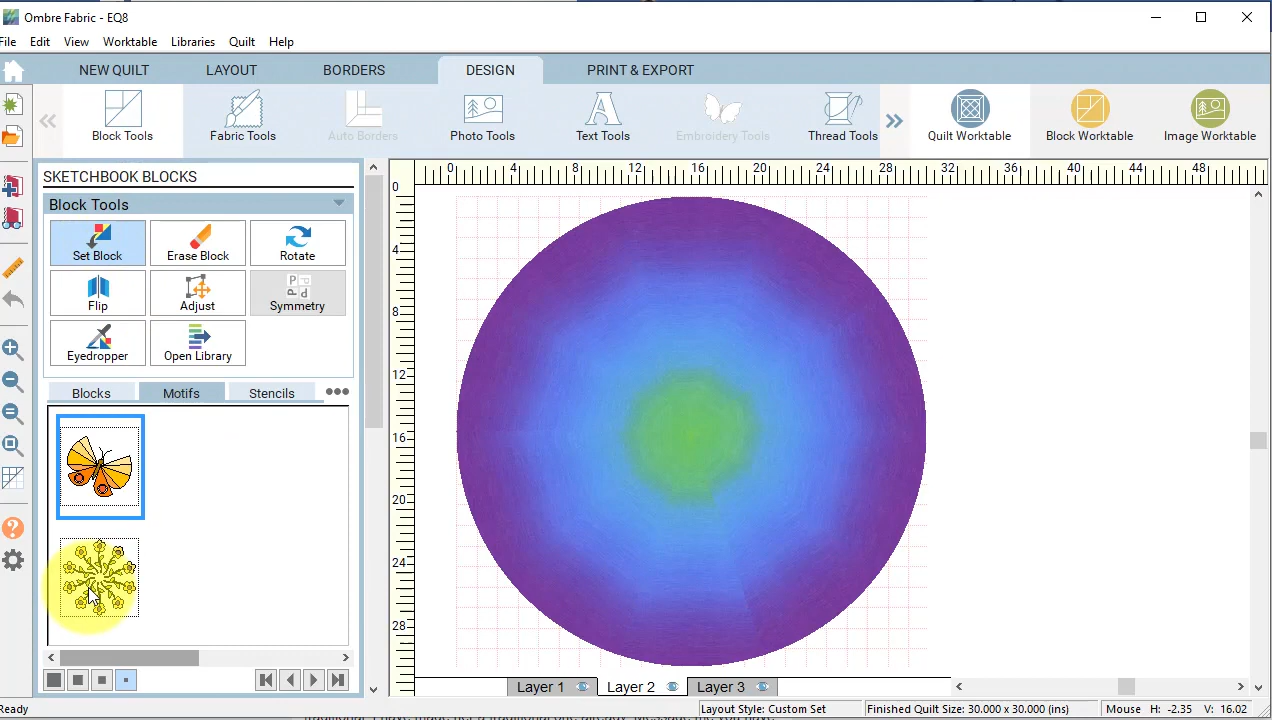 Ombre Fabric - EQ8
File Edit View Worktable Libraries Quilt Help
NEW QUILT LAYOUT BORDERS DESIGN PRINT & EXPORT
Block Tools Fabric Tools Auto Borders Photo Tools Text Tools Embroidery Tools Thread Tools Quilt Worktable Block Worktable Image Worktable
SKETCHBOOK BLOCKS
Block Tools
Set Block Erase Block Rotate
Flip Adjust Symmetry
Eyedropper Open Library
Blocks Motifs Stencils
0 4 8 12 16 20 24 28 32 36 40 44 48
0
4
8
12
16
20
24
28
Layer 1 Layer 2 Layer 3
Ready Layout Style: Custom Set Finished Quilt Size: 30.000 x 30.000 (ins) Mouse H: -2.35 V: 16.02